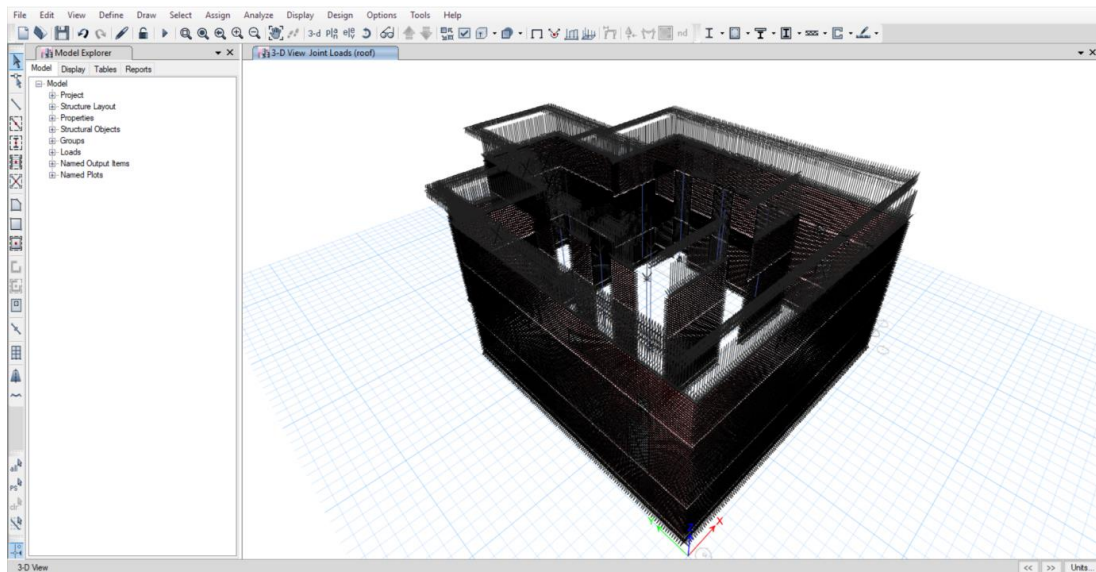 File Edit View Define Draw Select Assign Analyze Display Design Options Tools Help
3-d
nd
Model Explorer
3-D View Joint Loads (roof)
Model Display Tables Reports
Model
Project
Structure Layout
Properties
Structural Objects
Groups
Loads
Named Output Items
Named Plots
X
3-D View
<< >> Units...